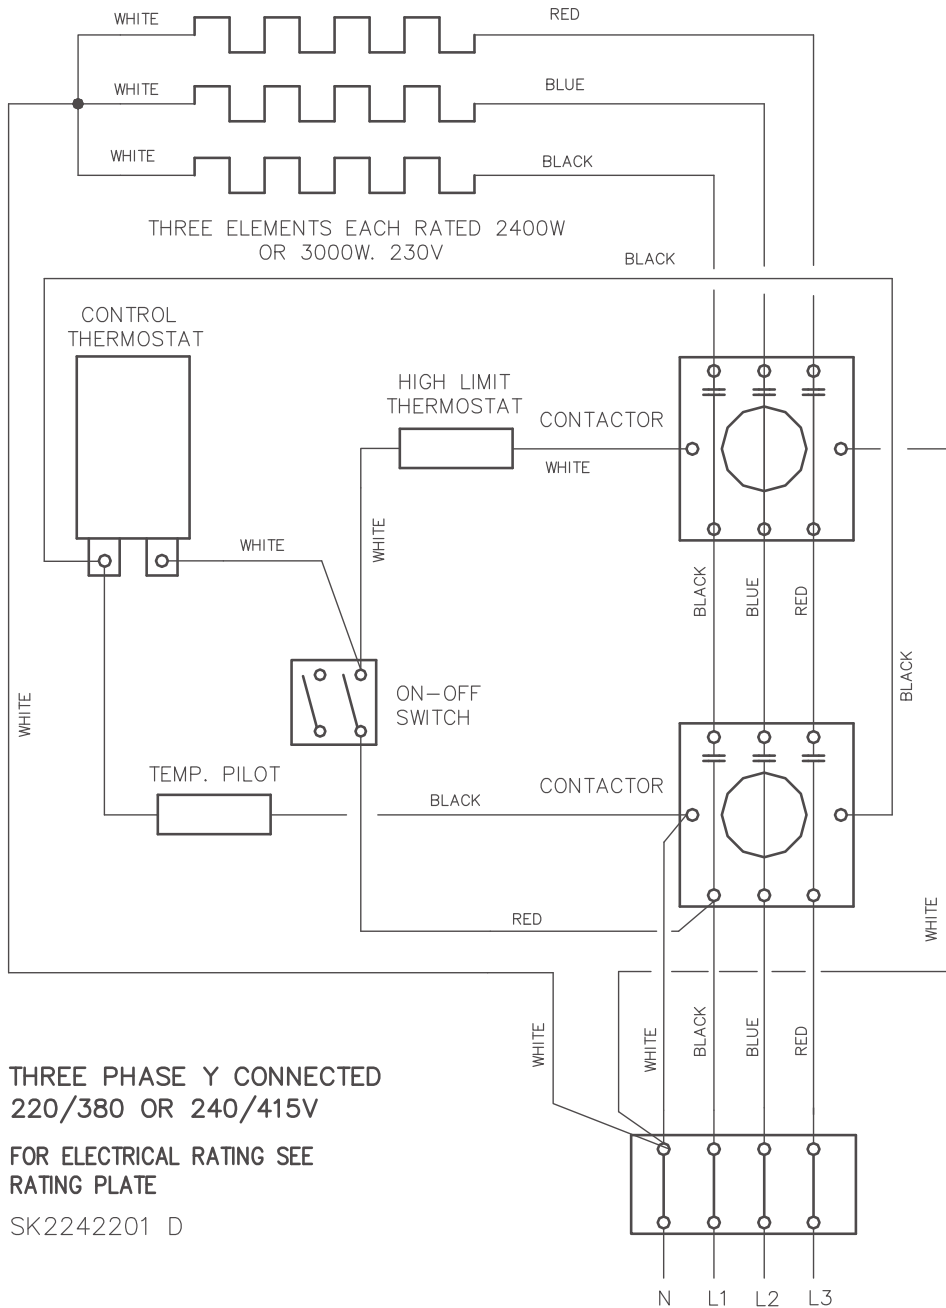 WHITE
RED
WHITE
BLUE
WHITE
BLACK
THREE ELEMENTS EACH RATED 2400W
OR 3000W. 230V
BLACK
CONTROL
THERMOSTAT
HIGH LIMIT
THERMOSTAT
CONTACTOR
WHITE
WHITE
WHITE
BLACK
BLUE
RED
BLACK
WHITE
ON-OFF
SWITCH
TEMP. PILOT
BLACK
CONTACTOR
RED
WHITE
WHITE
WHITE
BLACK
BLUE
RED
THREE PHASE Y CONNECTED
220/380 OR 240/415V
FOR ELECTRICAL RATING SEE
RATING PLATE
SK2242201 D
N L1 L2 L3